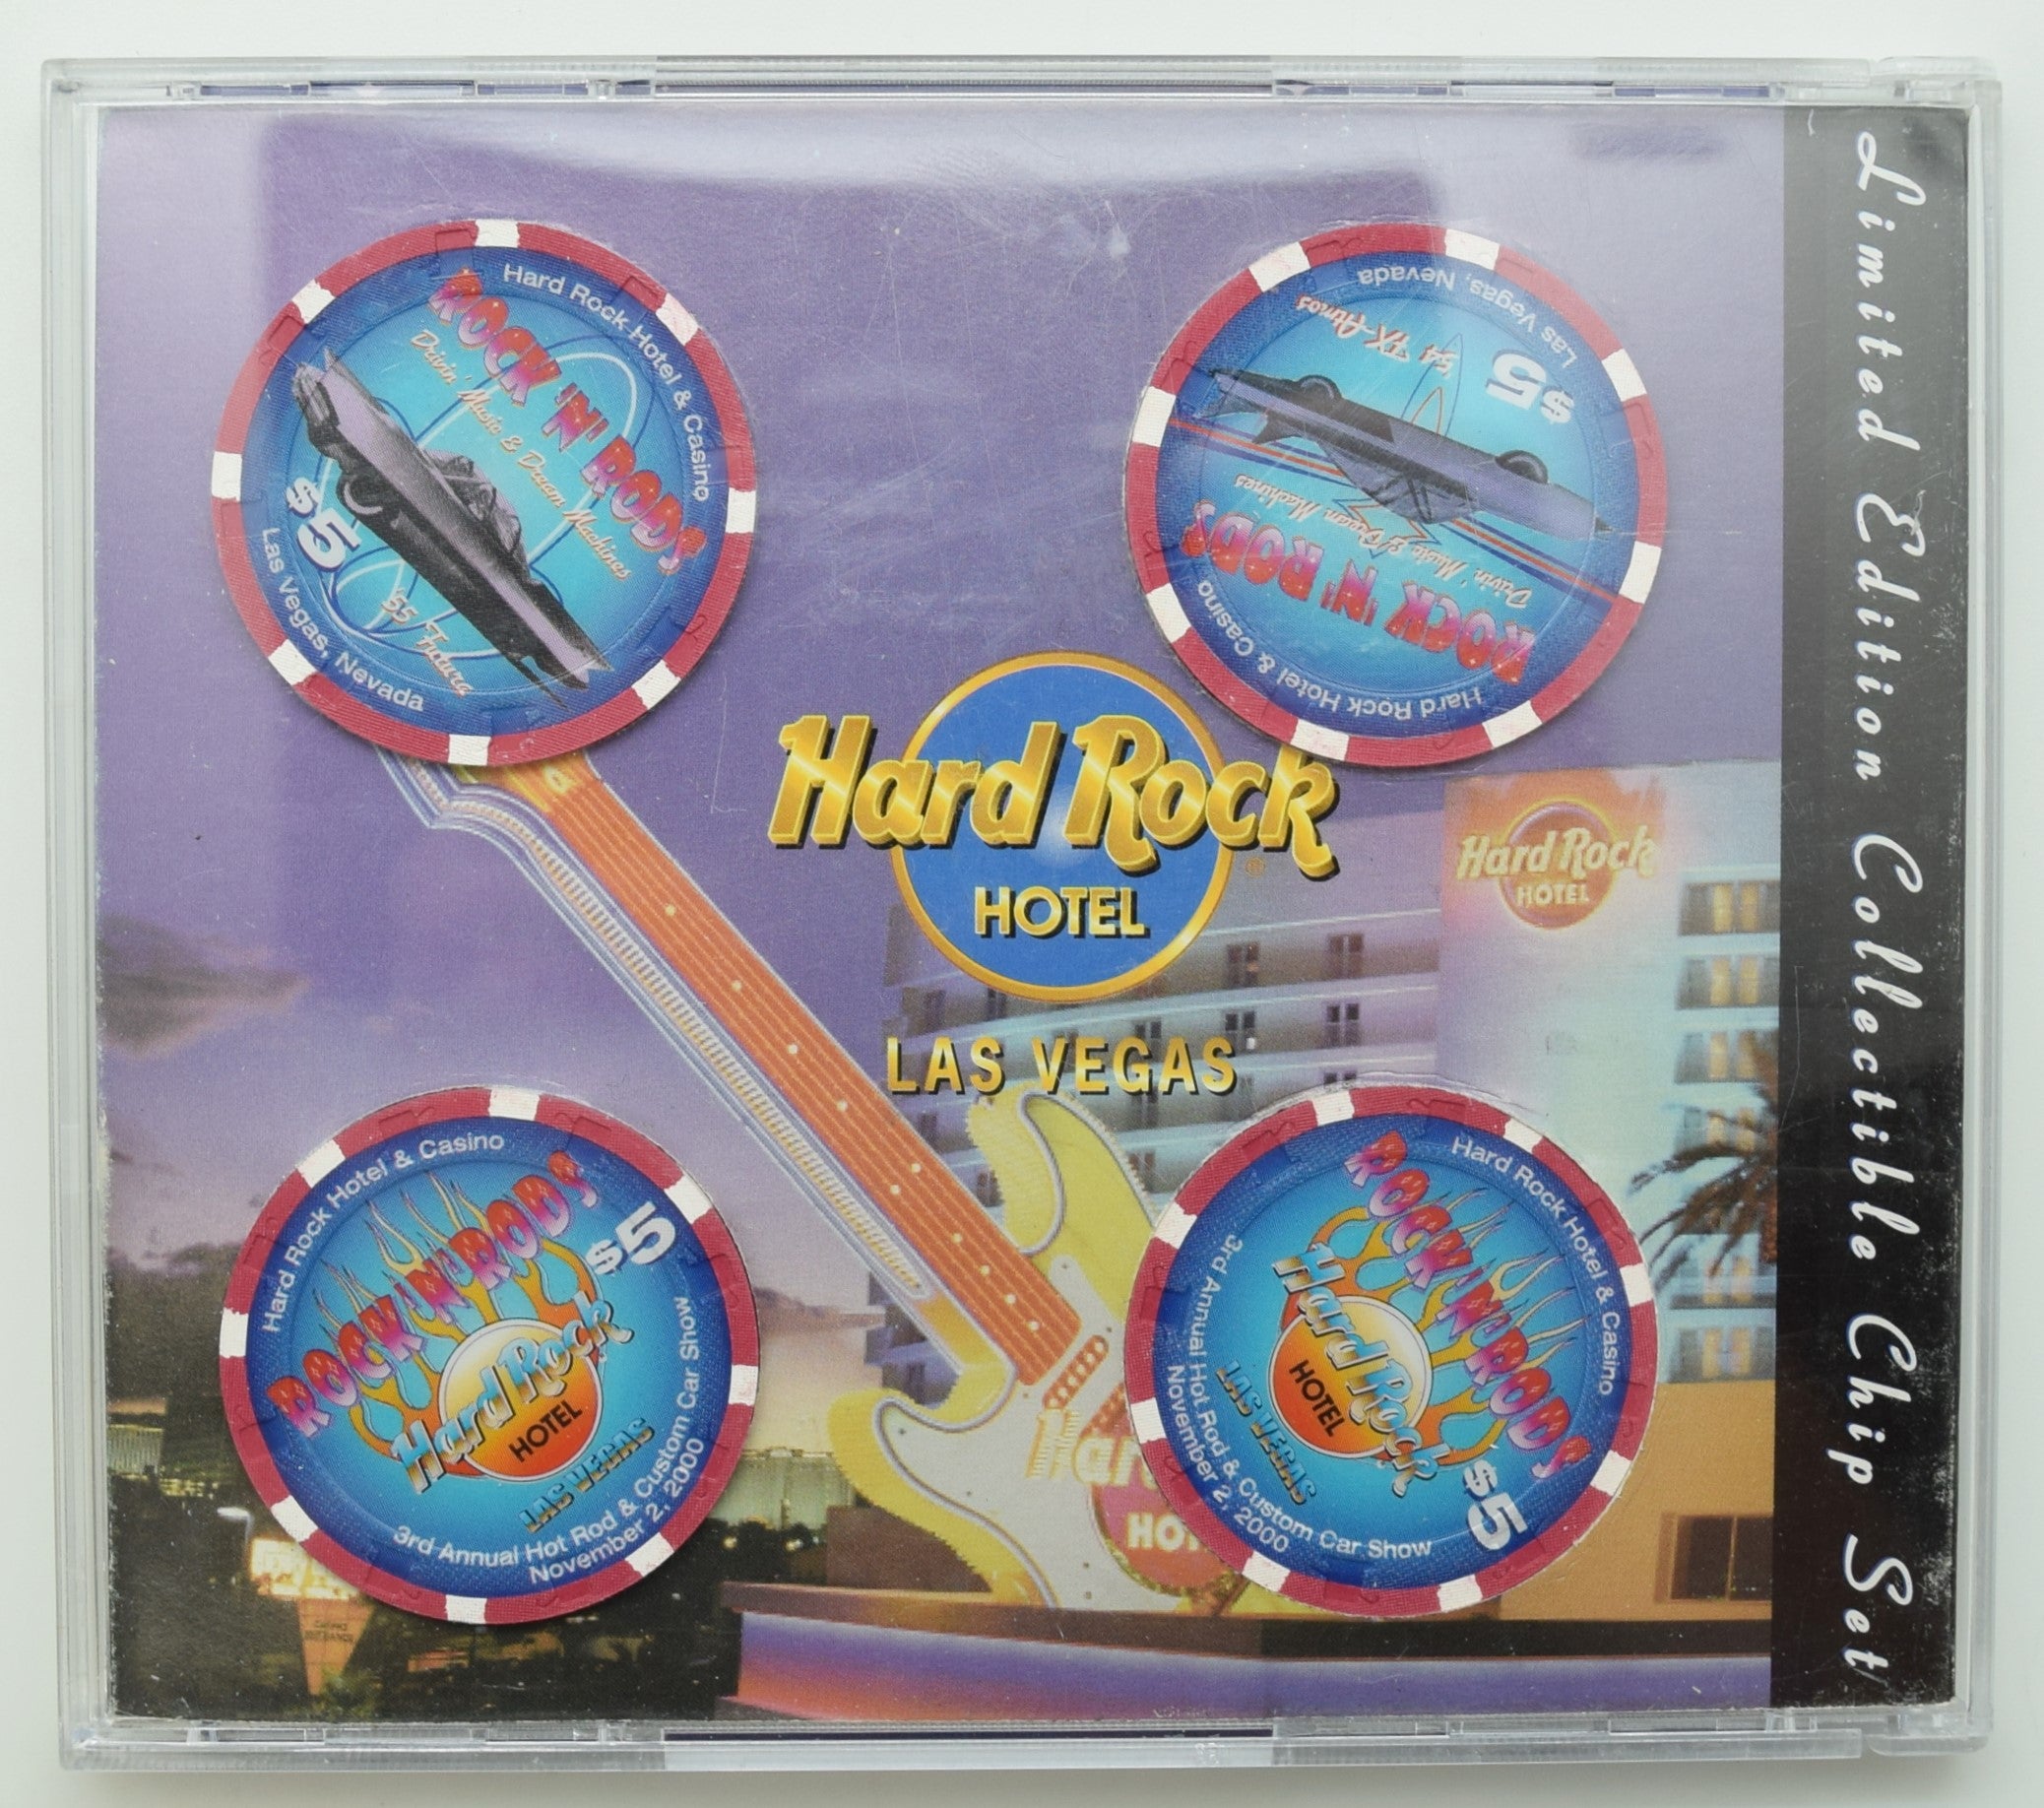 Hard Rock Hotel & Casino
ROCK 'N' RODS
Drivin' Music & Dream Machines
$5
'55 Futura
Las Vegas, Nevada
Hard Rock Hotel & Casino
ROCK 'N' RODS
Drivin' Music & Dream Machines
$5
54 FX-Atmos
Las Vegas, Nevada
Hard Rock
HOTEL
LAS VEGAS
Hard Rock
HOTEL
Hard Rock Hotel & Casino
ROCK 'N' RODS
$5
Hard Rock
HOTEL
LAS VEGAS
3rd Annual Hot Rod & Custom Car Show
November 2, 2000
Hard Rock Hotel & Casino
ROCK 'N' RODS
$5
Hard Rock
HOTEL
LAS VEGAS
3rd Annual Hot Rod & Custom Car Show
November 2, 2000
Limited Edition Collectible Chip Set